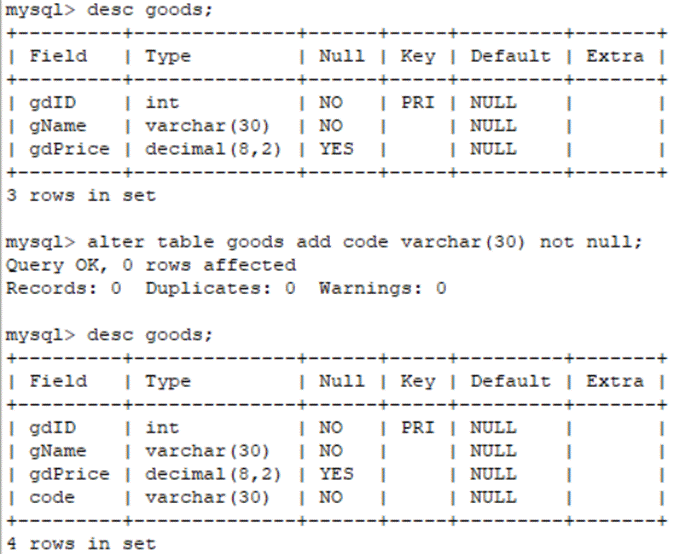 mysql> desc goods;
+----------+--------------+------+-----+---------+-------+
| Field    | Type         | Null | Key | Default | Extra |
+----------+--------------+------+-----+---------+-------+
| gdID     | int          | NO   | PRI | NULL    |       |
| gName    | varchar(30)  | NO   |     | NULL    |       |
| gdPrice  | decimal(8,2) | YES  |     | NULL    |       |
+----------+--------------+------+-----+---------+-------+
3 rows in set

mysql> alter table goods add code varchar(30) not null;
Query OK, 0 rows affected
Records: 0  Duplicates: 0  Warnings: 0

mysql> desc goods;
+----------+--------------+------+-----+---------+-------+
| Field    | Type         | Null | Key | Default | Extra |
+----------+--------------+------+-----+---------+-------+
| gdID     | int          | NO   | PRI | NULL    |       |
| gName    | varchar(30)  | NO   |     | NULL    |       |
| gdPrice  | decimal(8,2) | YES  |     | NULL    |       |
| code     | varchar(30)  | NO   |     | NULL    |       |
+----------+--------------+------+-----+---------+-------+
4 rows in set